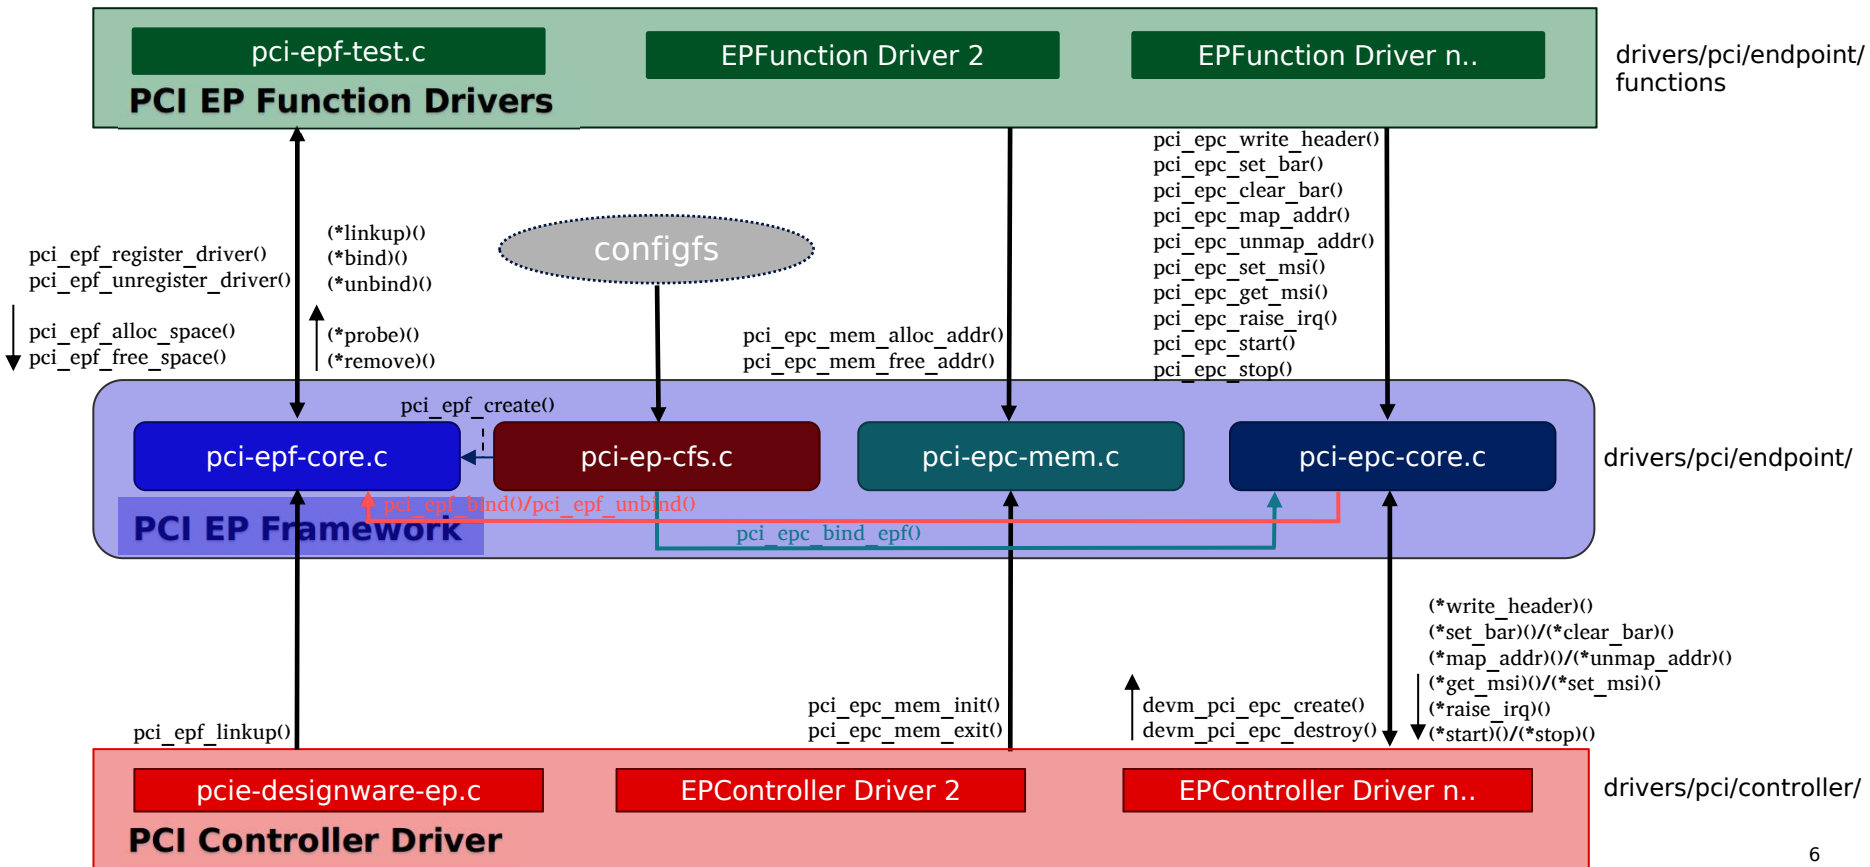 pci-epf-test.c
EPFunction Driver 2
EPFunction Driver n..
PCI EP Function Drivers
drivers/pci/endpoint/
functions
pci_epf_register_driver()
pci_epf_unregister_driver()
pci_epf_alloc_space()
pci_epf_free_space()
(*linkup)()
(*bind)()
(*unbind)()
(*probe)()
(*remove)()
configfs
pci_epc_mem_alloc_addr()
pci_epc_mem_free_addr()
pci_epc_write_header()
pci_epc_set_bar()
pci_epc_clear_bar()
pci_epc_map_addr()
pci_epc_unmap_addr()
pci_epc_set_msi()
pci_epc_get_msi()
pci_epc_raise_irq()
pci_epc_start()
pci_epc_stop()
pci_epf_create()
pci-epf-core.c
pci-ep-cfs.c
pci-epc-mem.c
pci-epc-core.c
drivers/pci/endpoint/
pci_epf_bind()/pci_epf_unbind()
PCI EP Framework
pci_epc_bind_epf()
pci_epf_linkup()
pci_epc_mem_init()
pci_epc_mem_exit()
devm_pci_epc_create()
devm_pci_epc_destroy()
(*write_header)()
(*set_bar)()/(*clear_bar)()
(*map_addr)()/(*unmap_addr)()
(*get_msi)()/(*set_msi)()
(*raise_irq)()
(*start)()/(*stop)()
pcie-designware-ep.c
EPController Driver 2
EPController Driver n..
drivers/pci/controller/
PCI Controller Driver
6